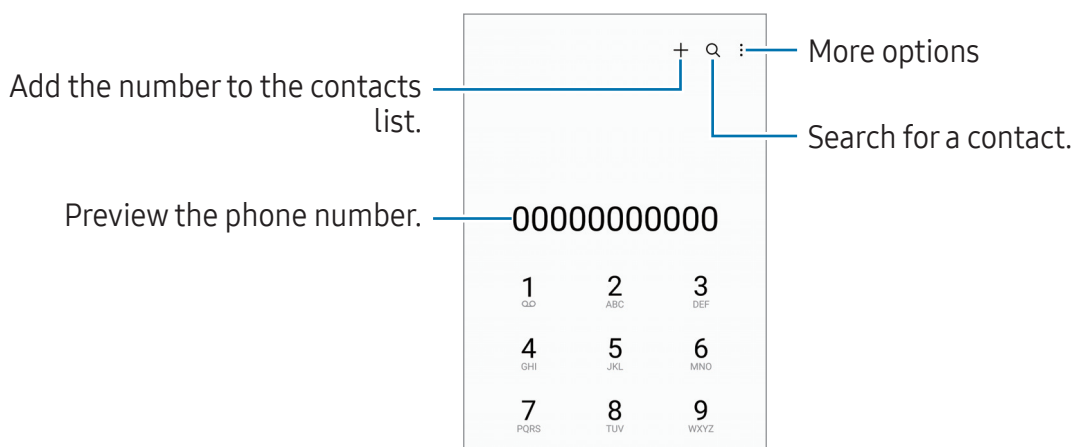 More options
Add the number to the contacts
list.
Search for a contact.
Preview the phone number.
00000000000
1 2 3
ABC DEF
4 5 6
GHI JKL MNO
7 8 9
PQRS TUV WXYZ